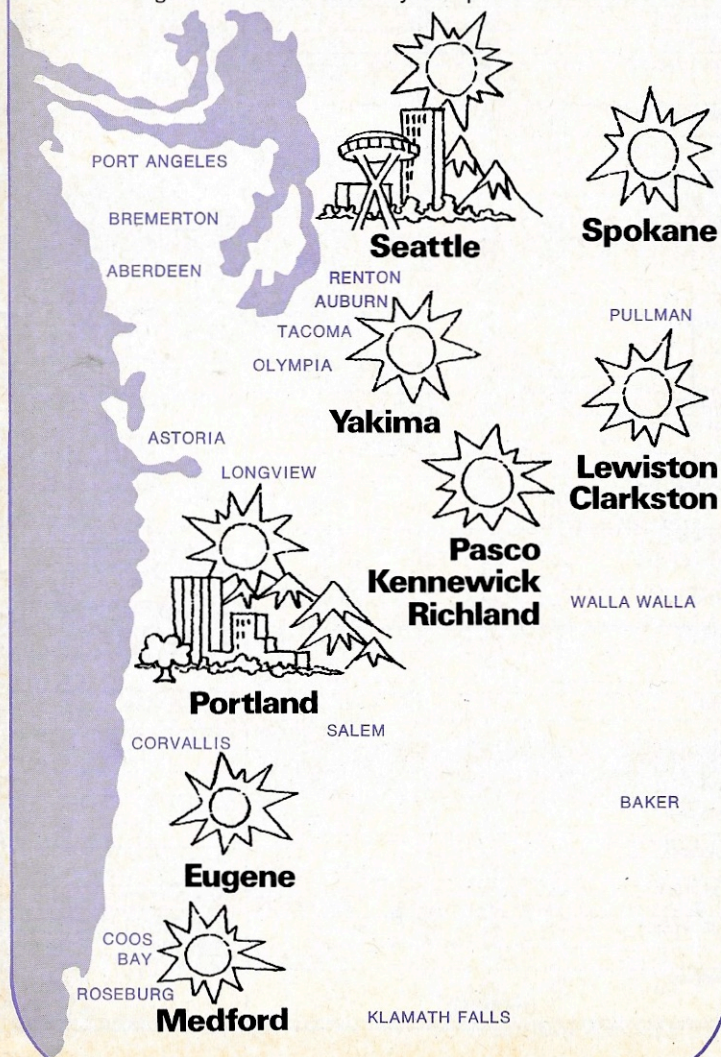 PORT ANGELES
BREMERTON
Seattle
Spokane
ABERDEEN
RENTON
AUBURN
TACOMA
OLYMPIA
PULLMAN
Yakima
ASTORIA
LONGVIEW
Lewiston
Clarkston
Pasco
Kennewick
Richland
WALLA WALLA
Portland
SALEM
CORVALLIS
BAKER
Eugene
COOS
BAY
ROSEBURG
Medford
KLAMATH FALLS